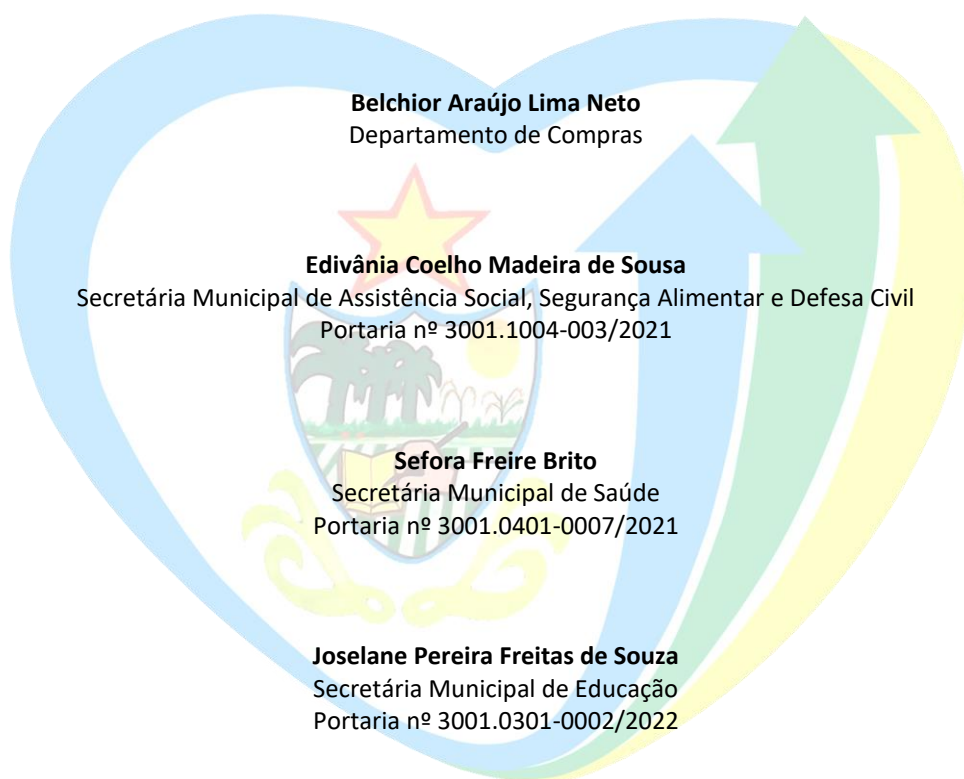 Belchior Araújo Lima Neto
Departamento de Compras
Edivânia Coelho Madeira de Sousa
Secretária Municipal de Assistência Social, Segurança Alimentar e Defesa Civil
Portaria nº 3001.1004-003/2021
Sefora Freire Brito
Secretária Municipal de Saúde
Portaria nº 3001.0401-0007/2021
Joselane Pereira Freitas de Souza
Secretária Municipal de Educação
Portaria nº 3001.0301-0002/2022